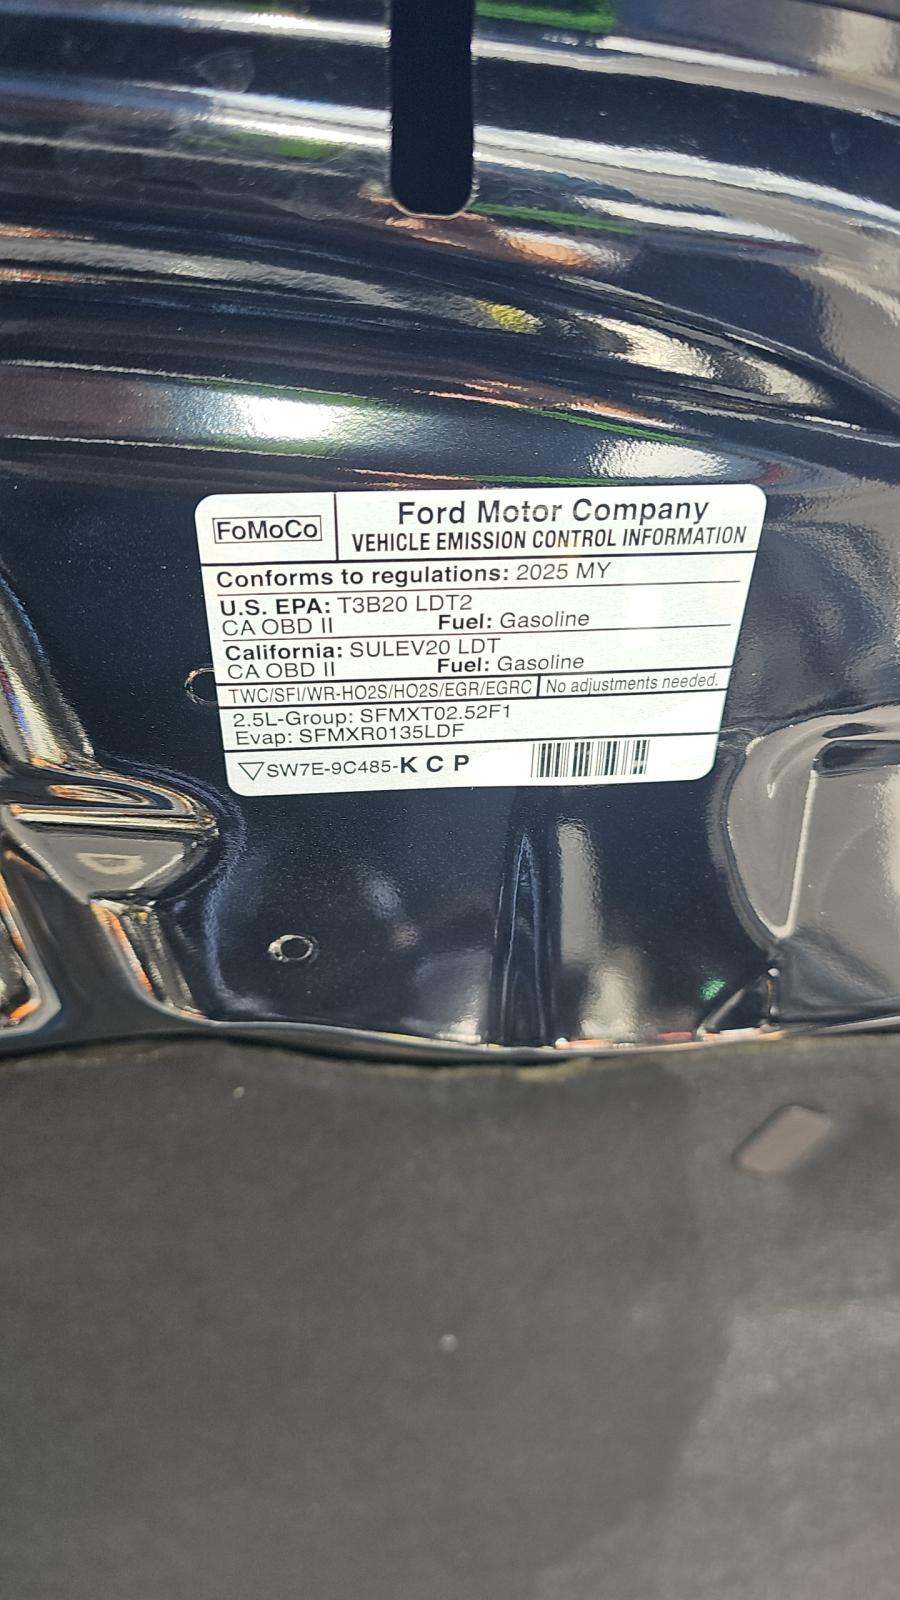 FoMoCo
Ford Motor Company
VEHICLE EMISSION CONTROL INFORMATION
Conforms to regulations: 2025 MY
U.S. EPA: T3B20 LDT2
CA OBD II Fuel: Gasoline
California: SULEV20 LDT
CA OBD II Fuel: Gasoline
TWC/SFI/WR-HO2S/HO2S/EGR/EGRC No adjustments needed.
2.5L-Group: SFMXT02.52F1
Evap: SFMXR0135LDF
SW7E-9C485-K C P